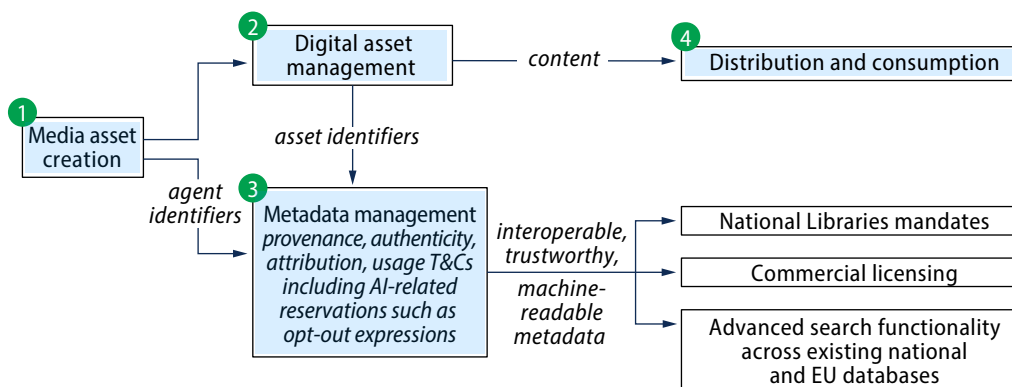 1
Media asset
creation
2
Digital asset
management
content
4
Distribution and consumption
asset identifiers
agent
identifiers
3
Metadata management
provenance, authenticity,
attribution, usage T&Cs
including AI-related
reservations such as
opt-out expressions
interoperable,
trustworthy,
machine-
readable
metadata
National Libraries mandates
Commercial licensing
Advanced search functionality
across existing national
and EU databases